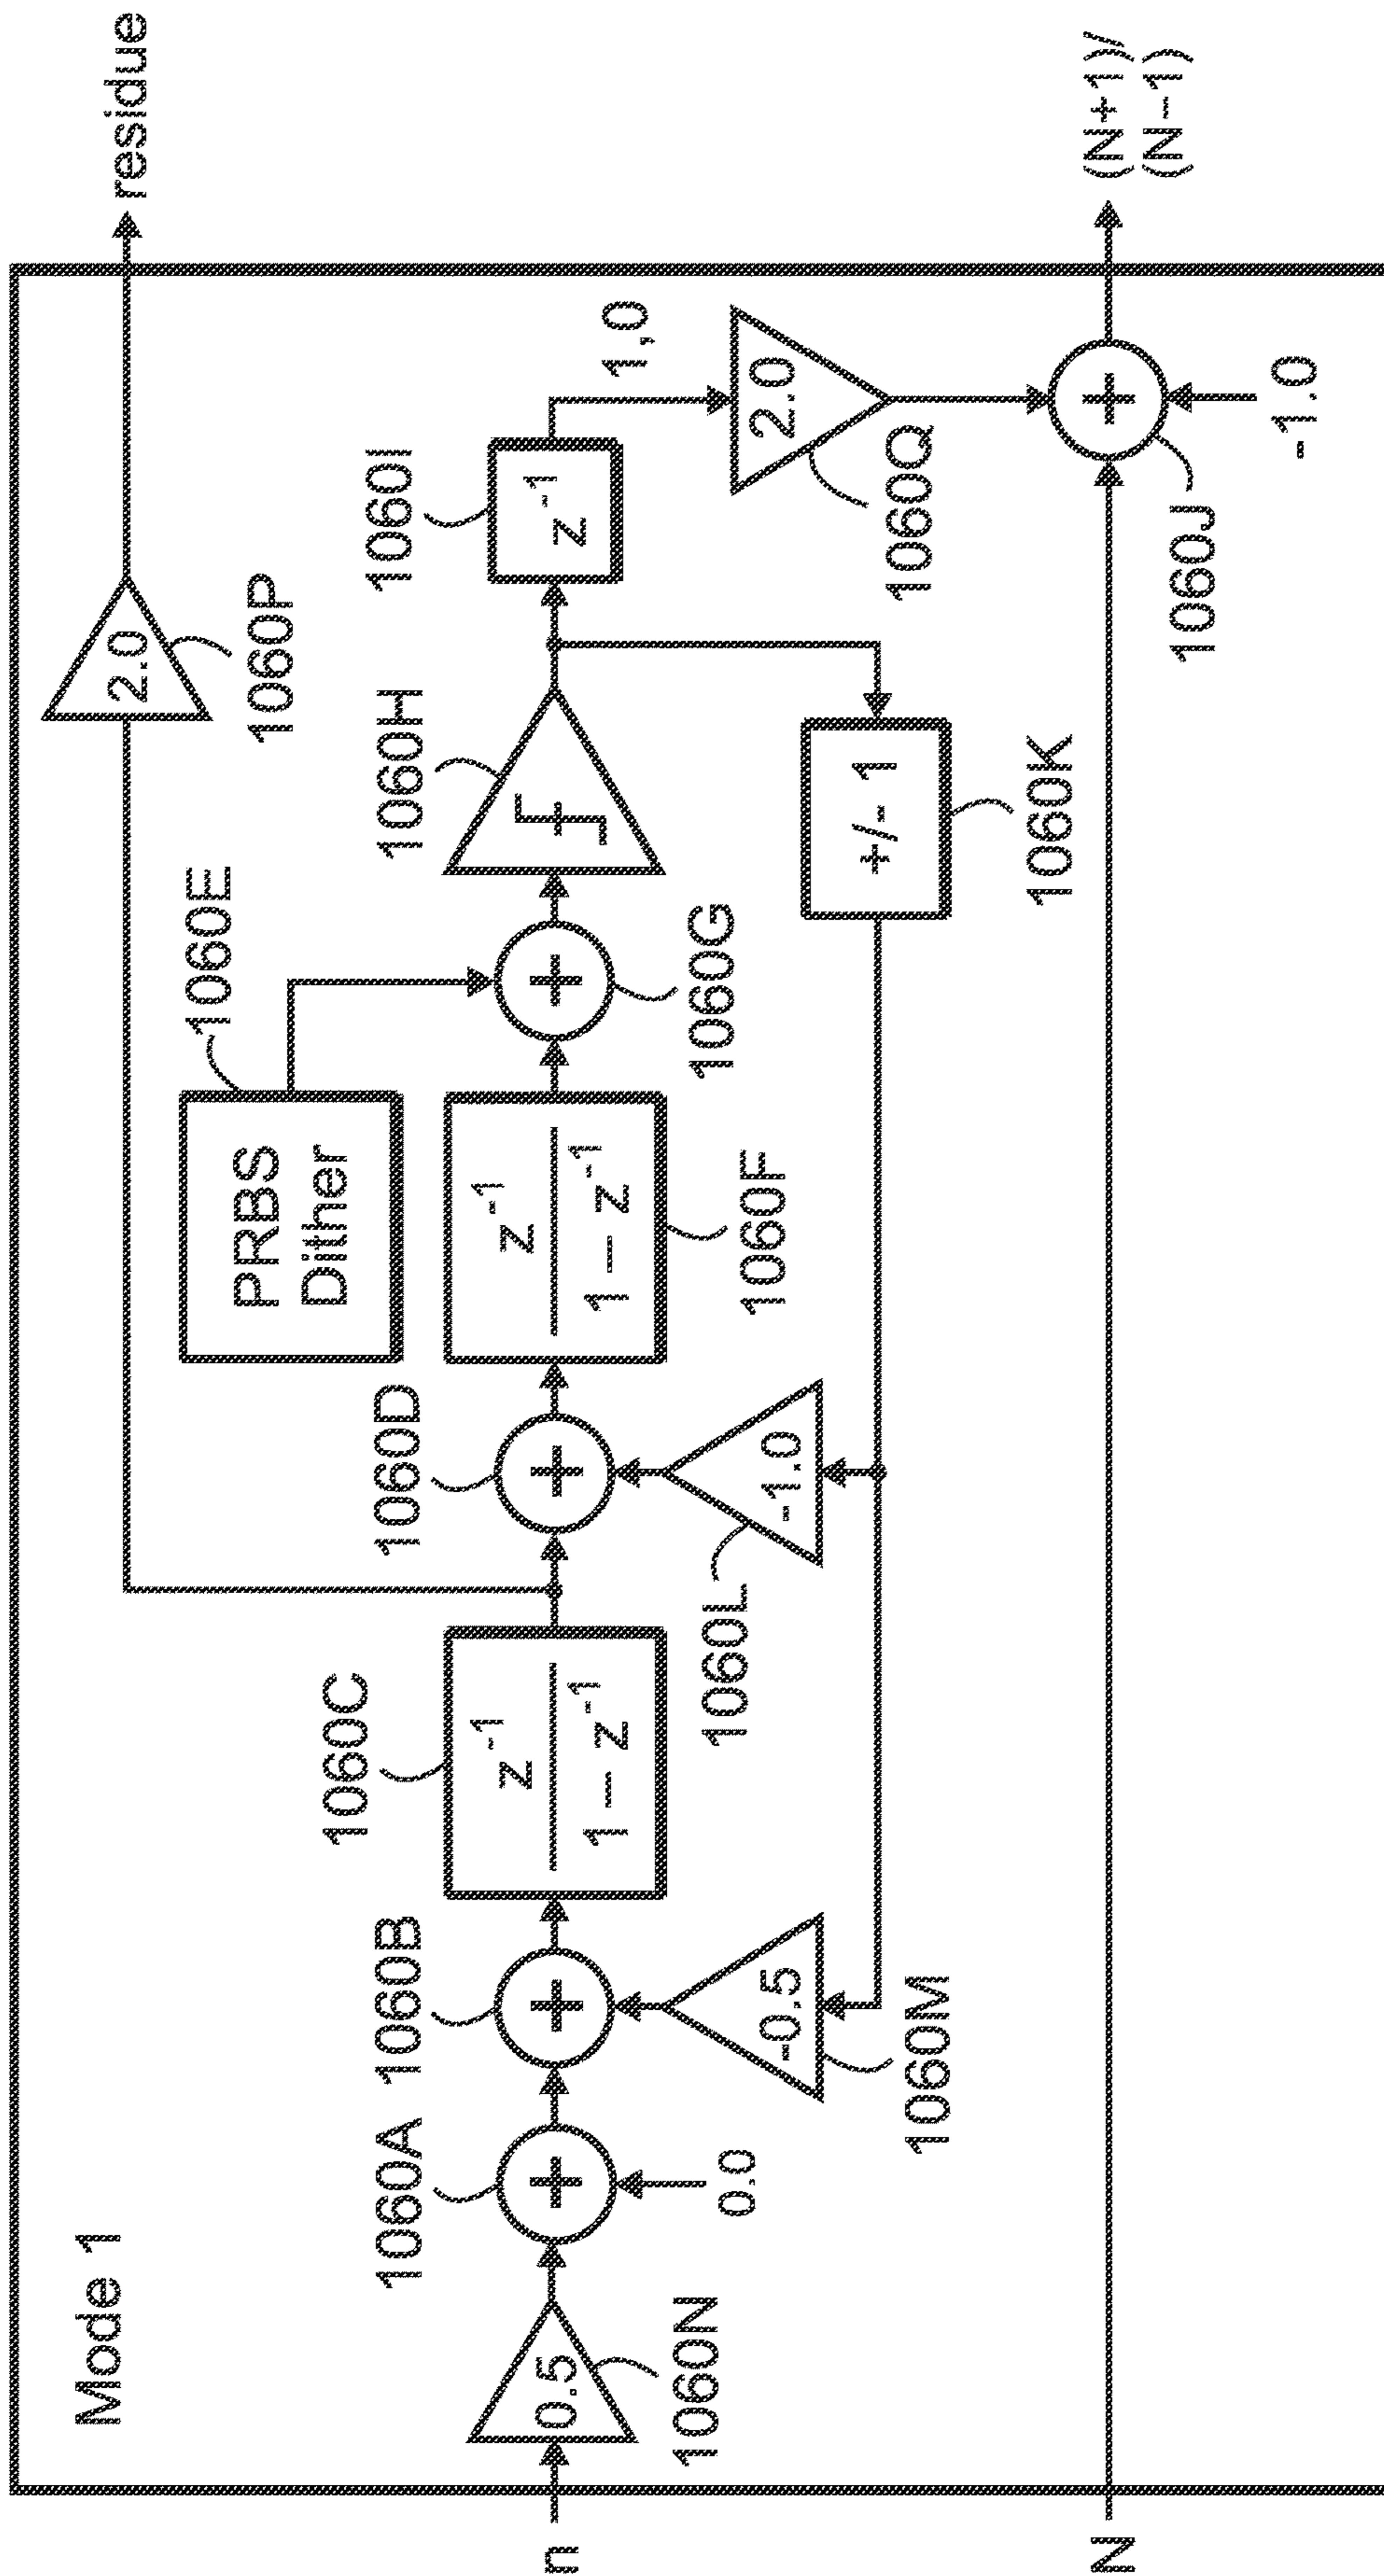 Mode 1
residue
2.0
1060P
1060E
PRBS
Dither
1060C
1060D
1060H
1060I
1060A
1060B
n
0.5
1060N
+
0.0
+
z⁻¹
1 – z⁻¹
+
z⁻¹
1 – z⁻¹
+
z⁻¹
1,0
-0.5
1060M
1060L
-1.0
1060F
1060G
+/- 1
1060K
2.0
1060Q
N
+
(N+1)/
(N-1)
1060J
-1.0